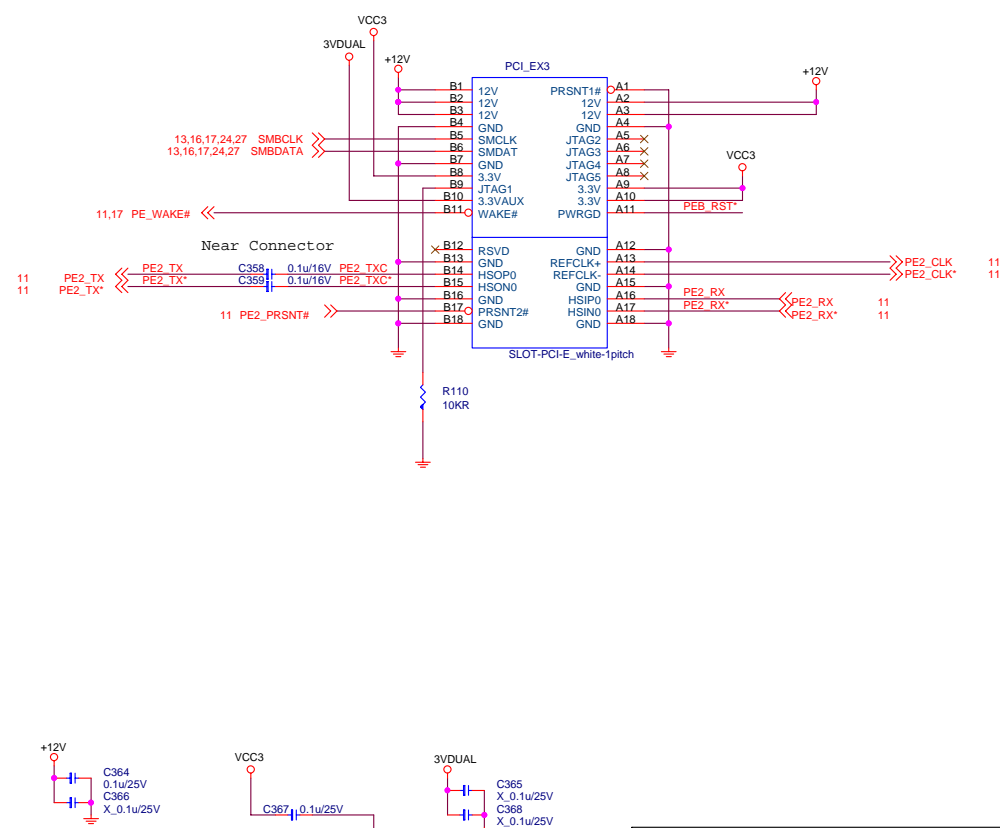 VCC3
3VDUAL
+12V
PCI_EX3
+12V
B1 12V PRSNT1# A1
B2 12V 12V A2
B3 12V 12V A3
B4 GND GND A4
13,16,17,24,27 SMBCLK B5 SMCLK JTAG2 A5
13,16,17,24,27 SMBDATA B6 SMDAT JTAG3 A6
B7 GND JTAG4 A7
VCC3
B8 3.3V JTAG5 A8
B9 JTAG1 3.3V A9
B10 3.3VAUX 3.3V A10
11,17 PE_WAKE# B11 WAKE# PWRGD A11 PEB_RST*
Near Connector
B12 RSVD GND A12
B13 GND REFCLK+ A13 PE2_CLK 11
11 PE2_TX PE2_TX C358 0.1u/16V PE2_TXC B14 HSOP0 REFCLK- A14 PE2_CLK* 11
11 PE2_TX* PE2_TX* C359 0.1u/16V PE2_TXC* B15 HSON0 GND A15
B16 GND HSIP0 A16 PE2_RX PE2_RX 11
11 PE2_PRSNT# B17 PRSNT2# HSIN0 A17 PE2_RX* PE2_RX* 11
B18 GND GND A18
SLOT-PCI-E_white-1pitch
R110
10KR
+12V
C364
0.1u/25V
C366
X_0.1u/25V
VCC3
C367 0.1u/25V
3VDUAL
C365
X_0.1u/25V
C368
X_0.1u/25V